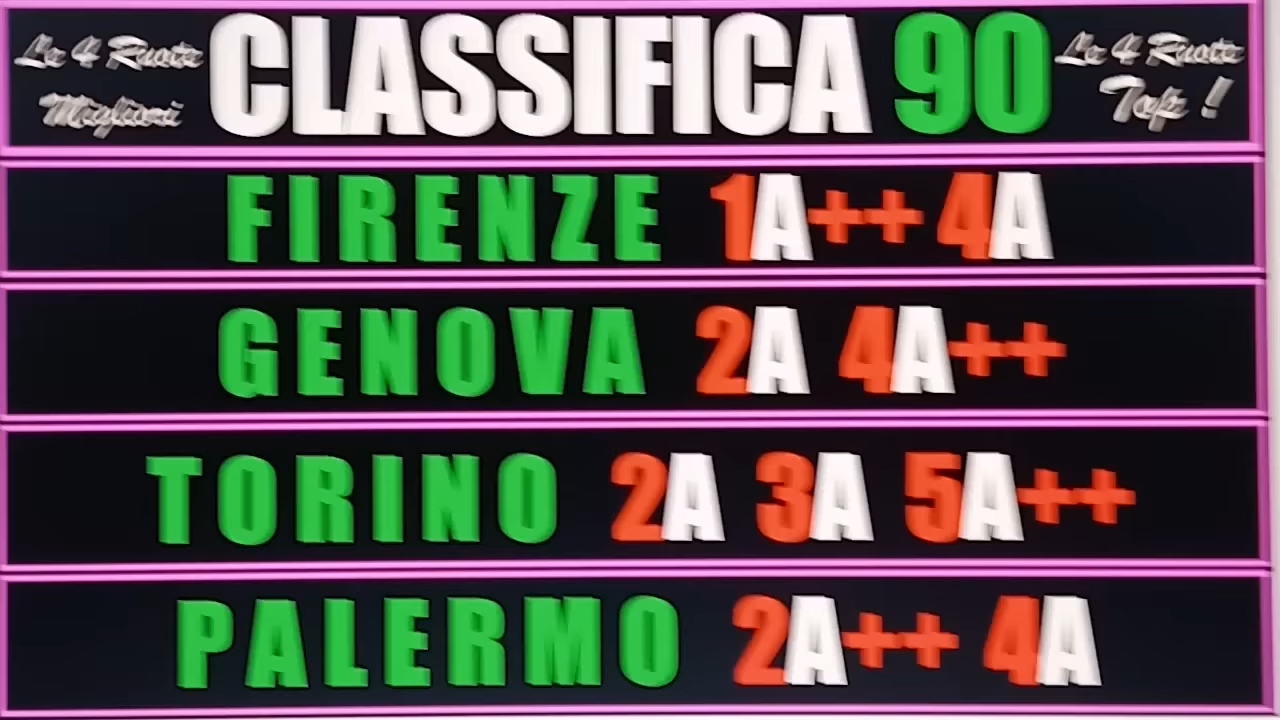 Le 4 Ruote Migliori
CLASSIFICA 90
Le 4 Ruote Top !
FIRENZE 1A++ 4A
GENOVA 2A 4A++
TORINO 2A 3A 5A++
PALERMO 2A++ 4A